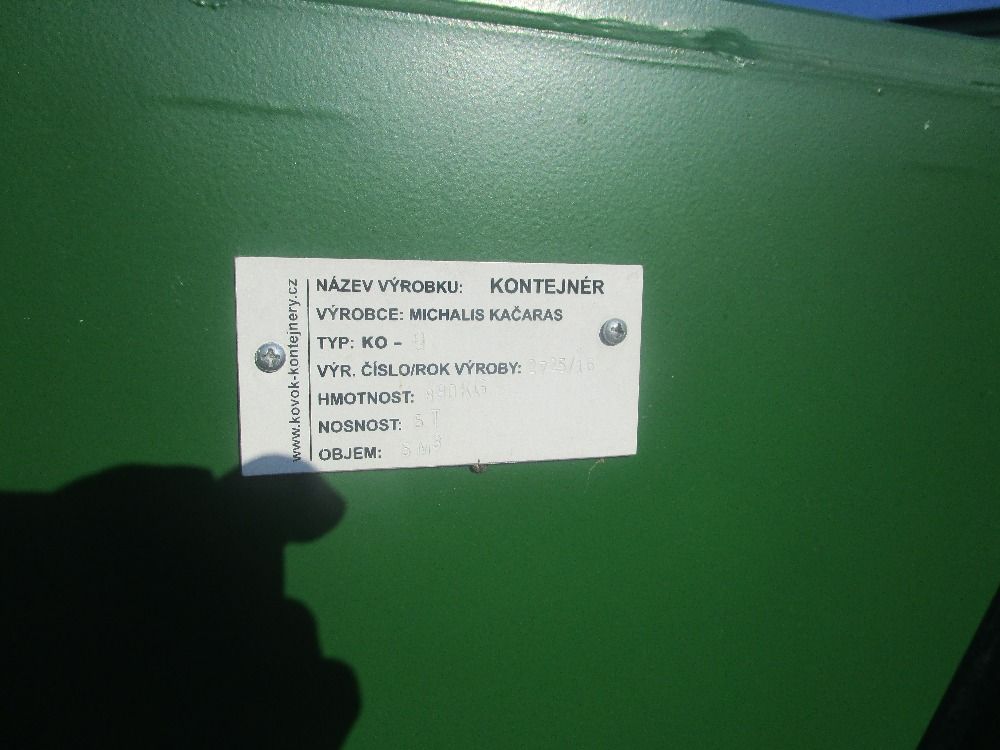 www.kovok-kontejnery.cz
NÁZEV VÝROBKU: KONTEJNÉR
VÝROBCE: MICHALIS KAČARAS
TYP: KO -
VÝR. ČÍSLO/ROK VÝROBY:
HMOTNOST:
NOSNOST: 5 T
OBJEM: